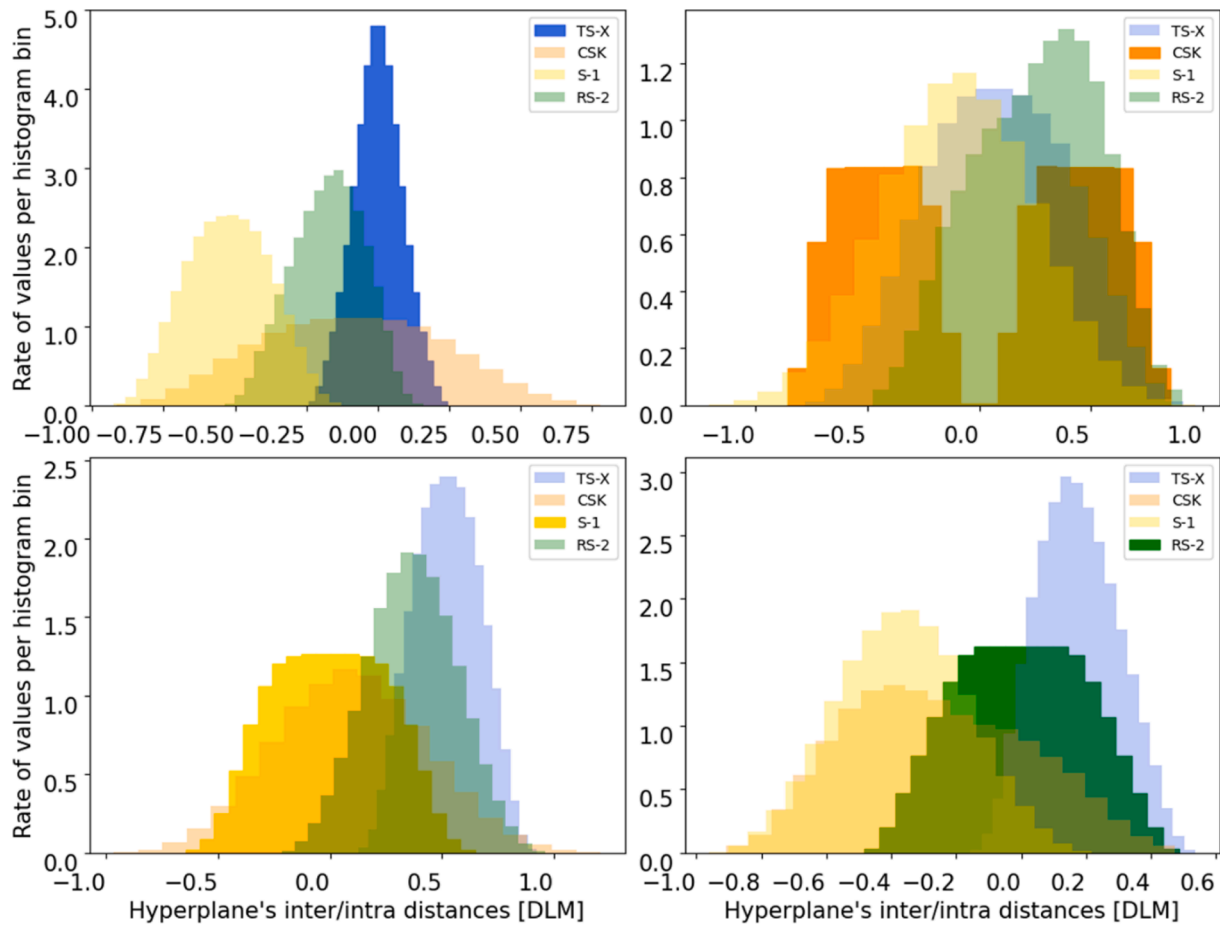 5.0
4.0
3.0
2.0
1.0
0.0
Rate of values per histogram bin
TS-X
CSK
S-1
RS-2
−1.00 −0.75 −0.50 −0.25 0.00 0.25 0.50 0.75
1.2
1.0
0.8
0.6
0.4
0.2
0.0
TS-X
CSK
S-1
RS-2
−1.0 −0.5 0.0 0.5 1.0
2.5
2.0
1.5
1.0
0.5
0.0
Rate of values per histogram bin
TS-X
CSK
S-1
RS-2
−1.0 −0.5 0.0 0.5 1.0
Hyperplane's inter/intra distances [DLM]
3.0
2.5
2.0
1.5
1.0
0.5
0.0
TS-X
CSK
S-1
RS-2
−1.0 −0.8 −0.6 −0.4 −0.2 0.0 0.2 0.4 0.6
Hyperplane's inter/intra distances [DLM]